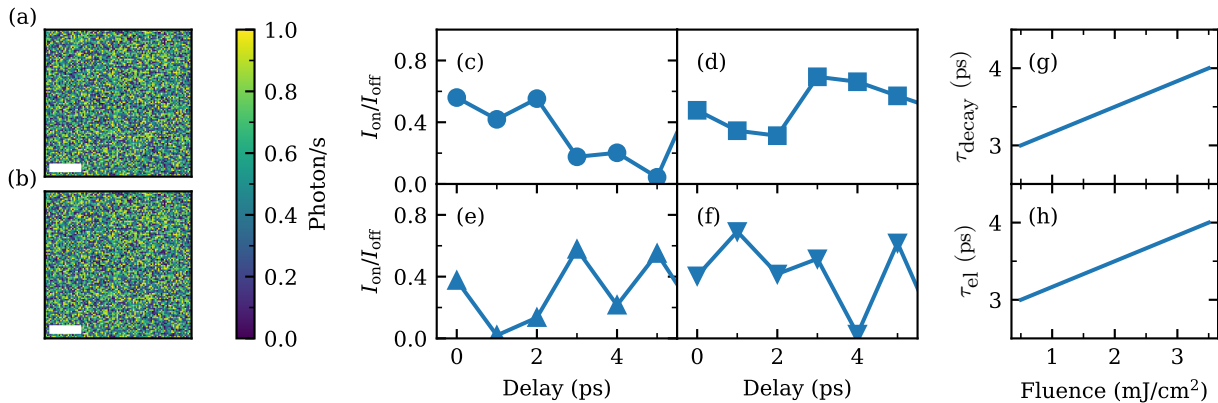 (a)
(b)
1.0
0.8
0.6
0.4
0.2
0.0
Photon/s
(c)
0.8
0.4
0.0
I_on/I_off
(d)
(e)
0.8
0.4
0.0
I_on/I_off
0
2
4
Delay (ps)
(f)
0
2
4
Delay (ps)
(g)
4
3
τ_decay (ps)
(h)
4
3
τ_el (ps)
1
2
3
Fluence (mJ/cm²)